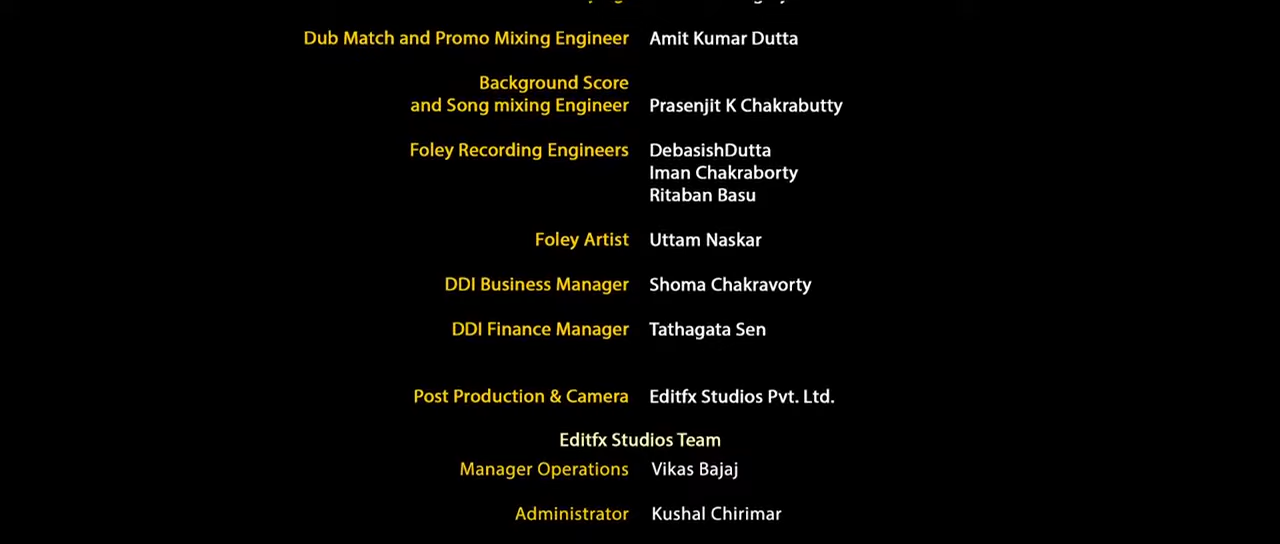 Dub Match and Promo Mixing Engineer Amit Kumar Dutta
Background Score
and Song mixing Engineer Prasenjit K Chakrabutty
Foley Recording Engineers DebasishDutta
Iman Chakraborty
Ritaban Basu
Foley Artist Uttam Naskar
DDI Business Manager Shoma Chakravorty
DDI Finance Manager Tathagata Sen
Post Production & Camera Editfx Studios Pvt. Ltd.
Editfx Studios Team
Manager Operations Vikas Bajaj
Administrator Kushal Chirimar